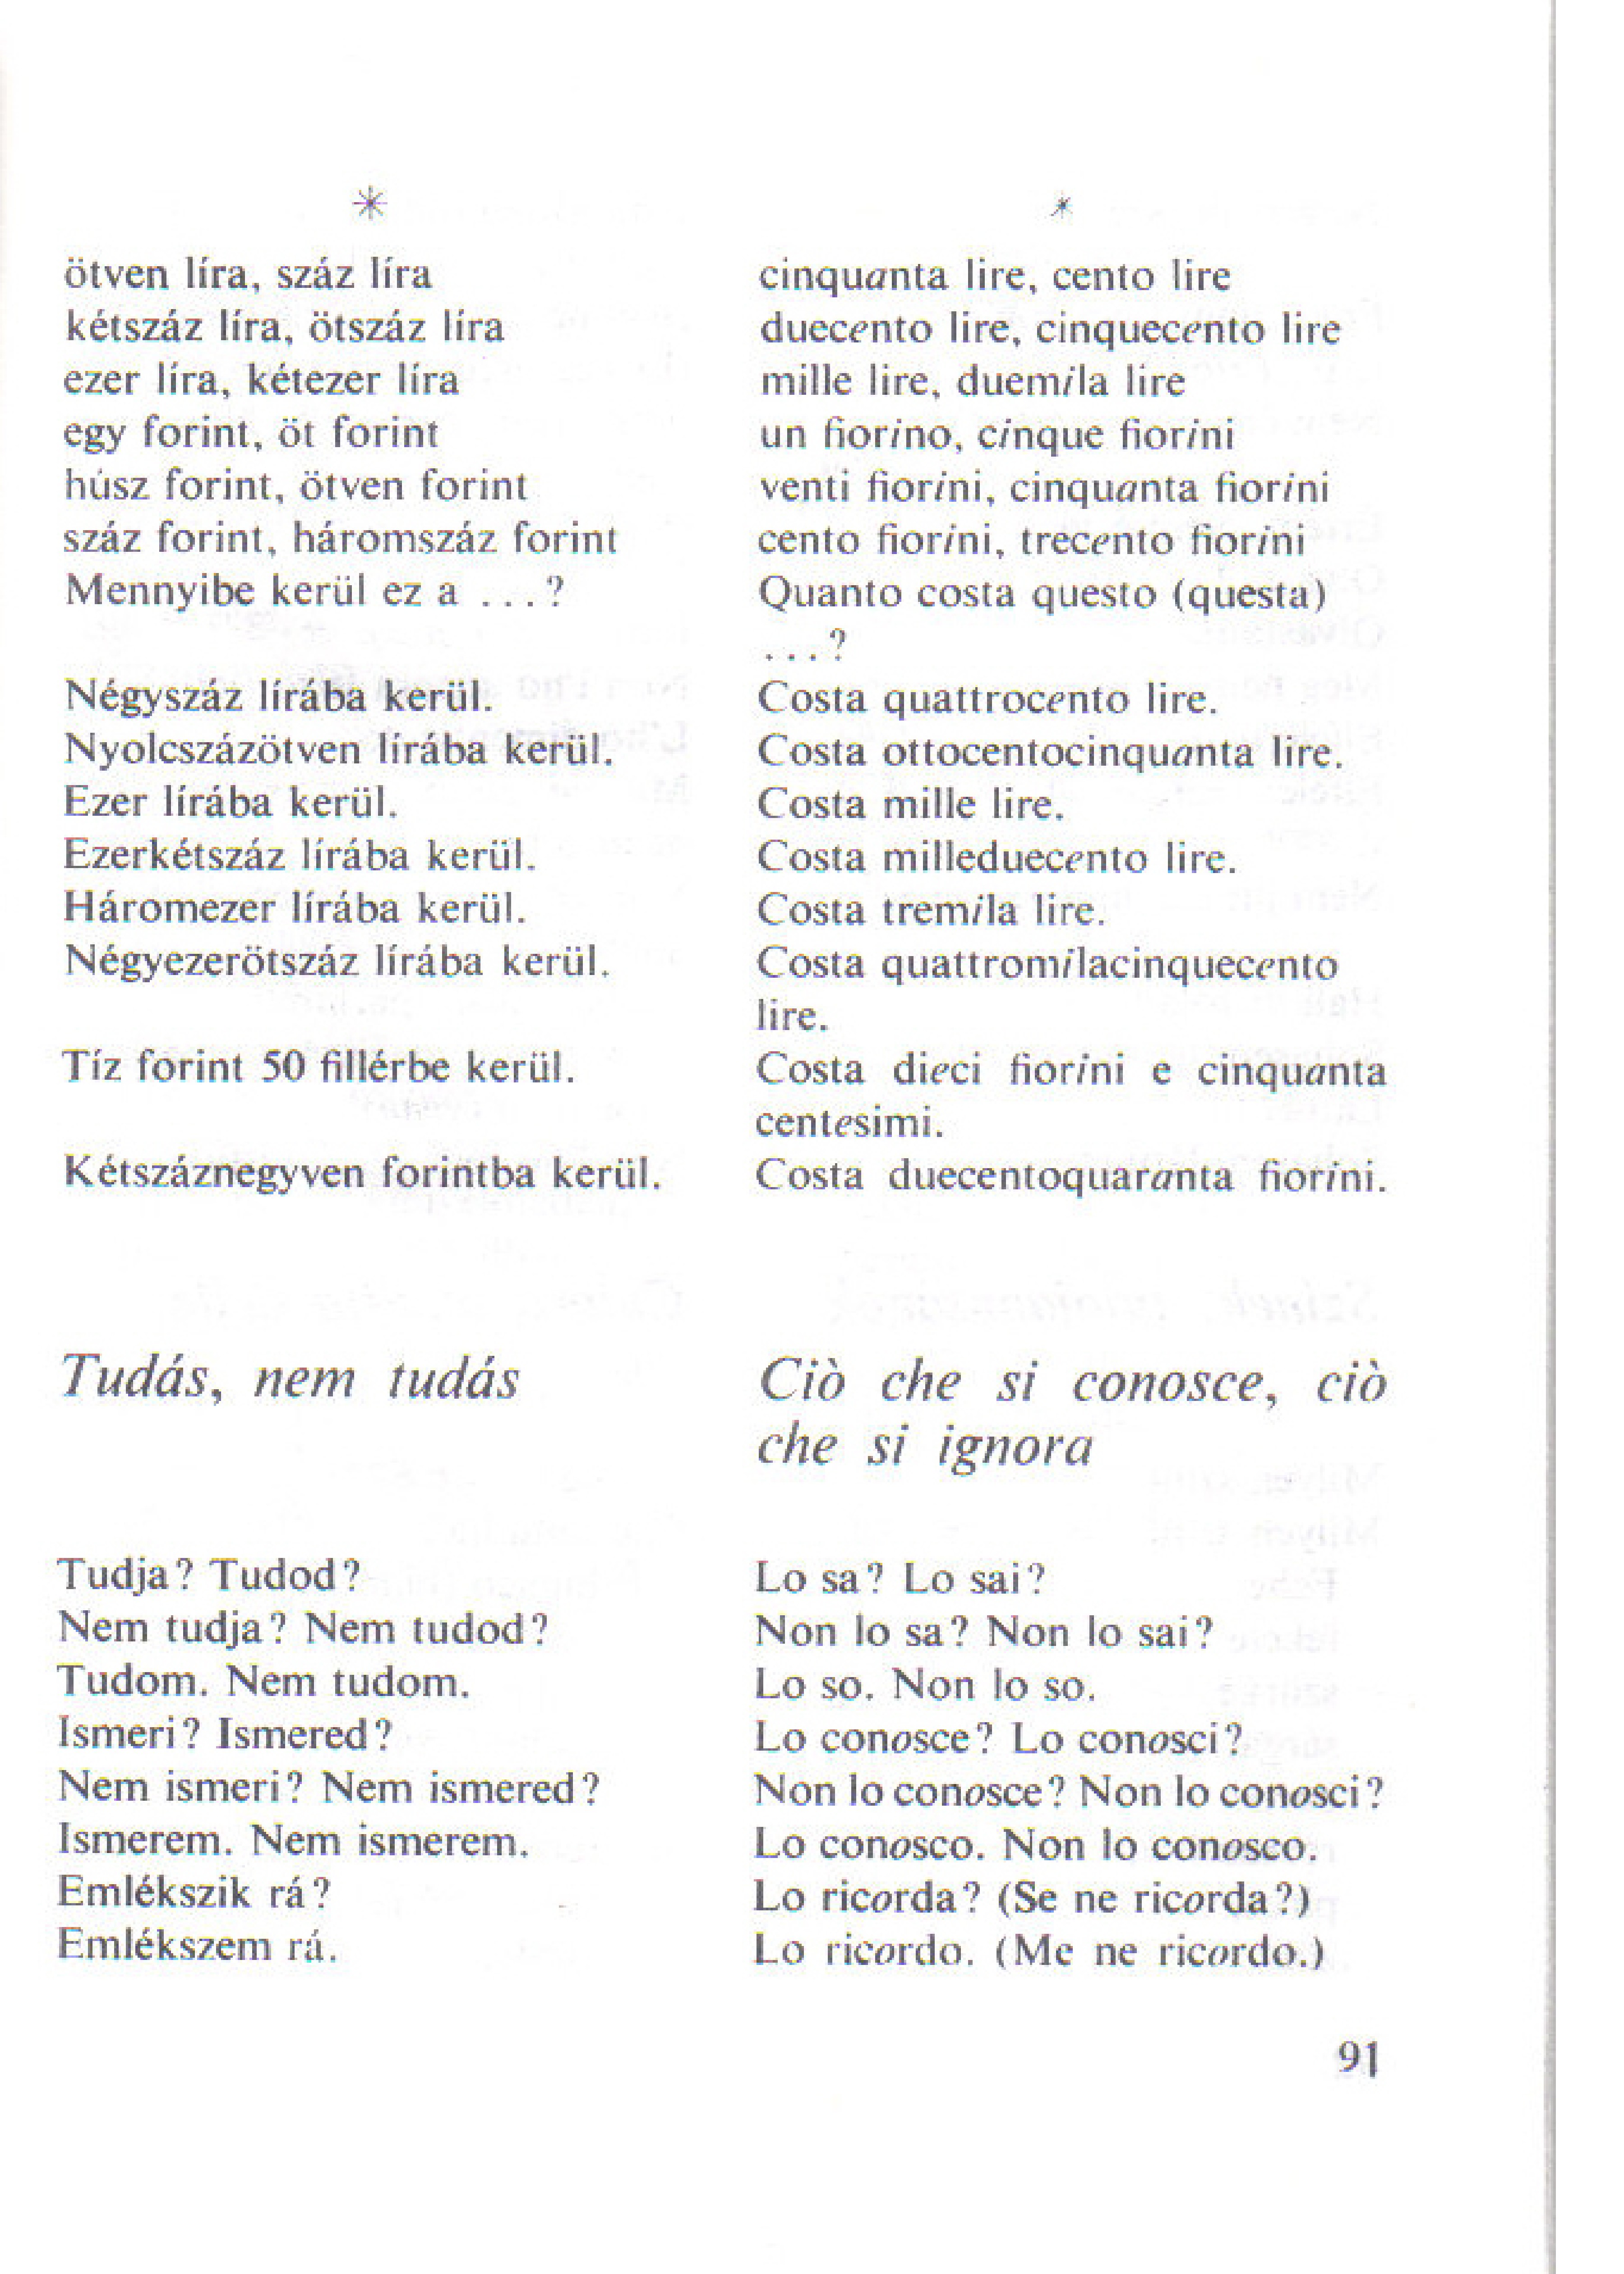 *
ötven líra, száz líra
kétszáz líra, ötszáz líra
ezer líra, kétezer líra
egy forint, öt forint
húsz forint, ötven forint
száz forint, háromszáz forint
Mennyibe kerül ez a ...?
Négyszáz lírába kerül.
Nyolcszázötven lírába kerül.
Ezer lírába kerül.
Ezerkétszáz lírába kerül.
Háromezer lírába kerül.
Négyezerötszáz lírába kerül.
Tíz forint 50 fillérbe kerül.
Kétszáznegyven forintba kerül.
*
cinquanta lire, cento lire
duecento lire, cinquecento lire
mille lire, duemila lire
un fiorino, cinque fiorini
venti fiorini, cinquanta fiorini
cento fiorini, trecento fiorini
Quanto costa questo (questa)
...?
Costa quattrocento lire.
Costa ottocentocinquanta lire.
Costa mille lire.
Costa milleduecento lire.
Costa tremila lire.
Costa quattromilacinquecento
lire.
Costa dieci fiorini e cinquanta
centesimi.
Costa duecentoquaranta fiorini.
Tudás, nem tudás
Ciò che si conosce, ciò
che si ignora
Tudja? Tudod?
Nem tudja? Nem tudod?
Tudom. Nem tudom.
Ismeri? Ismered?
Nem ismeri? Nem ismered?
Ismerem. Nem ismerem.
Emlékszik rá?
Emlékszem rá.
Lo sa? Lo sai?
Non lo sa? Non lo sai?
Lo so. Non lo so.
Lo conosce? Lo conosci?
Non lo conosce? Non lo conosci?
Lo conosco. Non lo conosco.
Lo ricorda? (Se ne ricorda?)
Lo ricordo. (Me ne ricordo.)
91